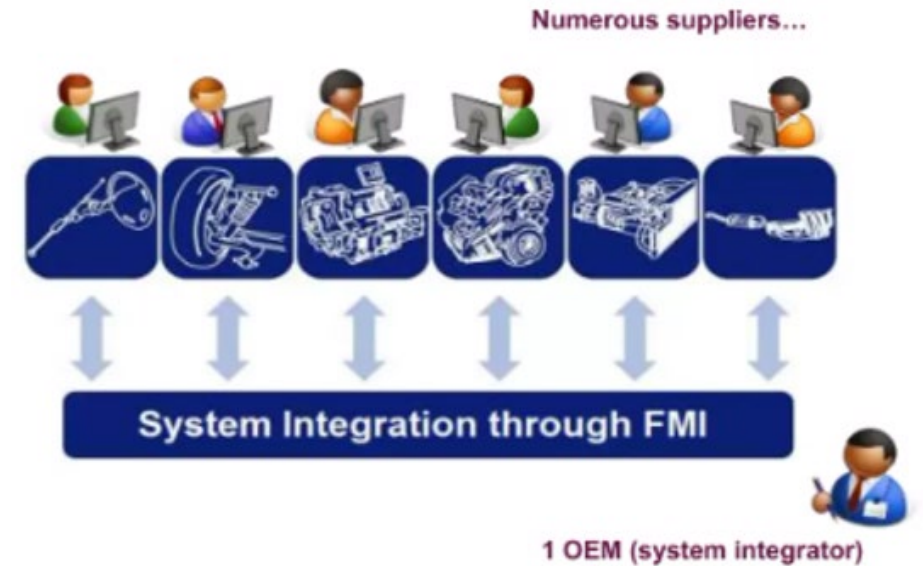 Numerous suppliers...
System Integration through FMI
1 OEM (system integrator)